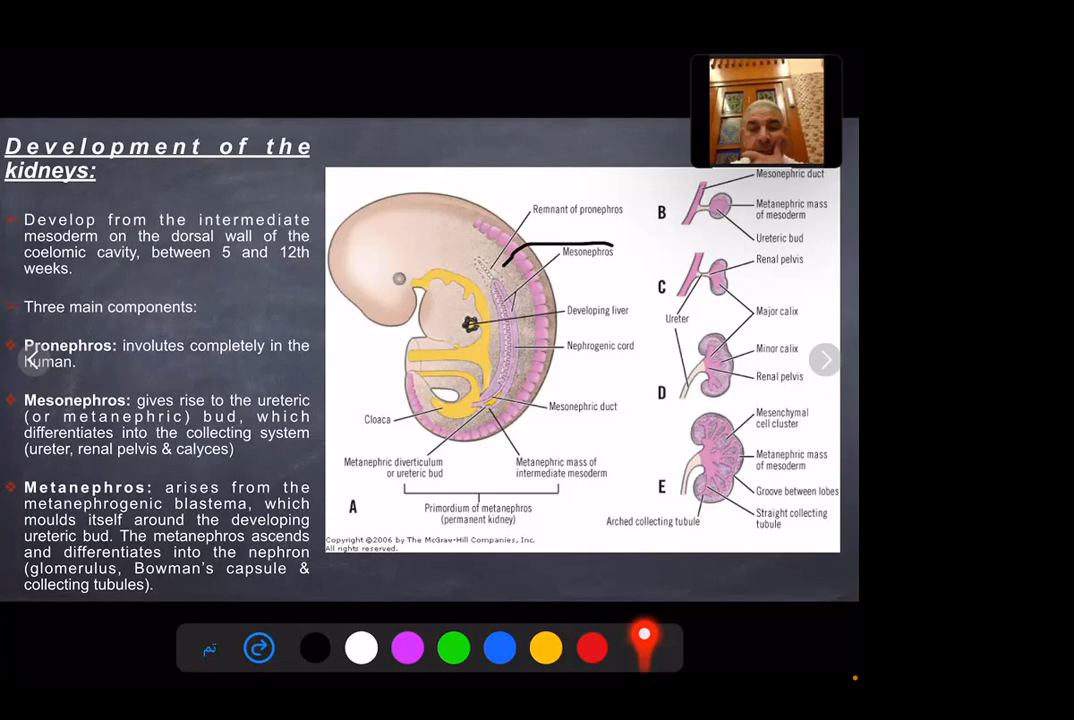 Development of the
kidneys:
Develop from the intermediate
mesoderm on the dorsal wall of the
coelomic cavity, between 5 and 12th
weeks.
Three main components:
Pronephros: involutes completely in the
human.
Mesonephros: gives rise to the ureteric
(or metanephric) bud, which
differentiates into the collecting system
(ureter, renal pelvis & calyces)
Metanephros: arises from the
metanephrogenic blastema, which
moulds itself around the developing
ureteric bud. The metanephros ascends
and differentiates into the nephron
(glomerulus, Bowman's capsule &
collecting tubules).
Remnant of pronephros
Mesonephros
Developing liver
Nephrogenic cord
Mesonephric duct
Cloaca
Metanephric diverticulum
or ureteric bud
Metanephric mass of
intermediate mesoderm
Primordium of metanephros
(permanent kidney)
A
Copyright ©2006 by The McGraw-Hill Companies, Inc.
All rights reserved.
B
Mesonephric duct
Metanephric mass
of mesoderm
Ureteric bud
C
Renal pelvis
Ureter
Major calix
D
Minor calix
Renal pelvis
E
Mesenchymal
cell cluster
Metanephric mass
of mesoderm
Groove between lobes
Straight collecting
tubule
Arched collecting tubule
تم